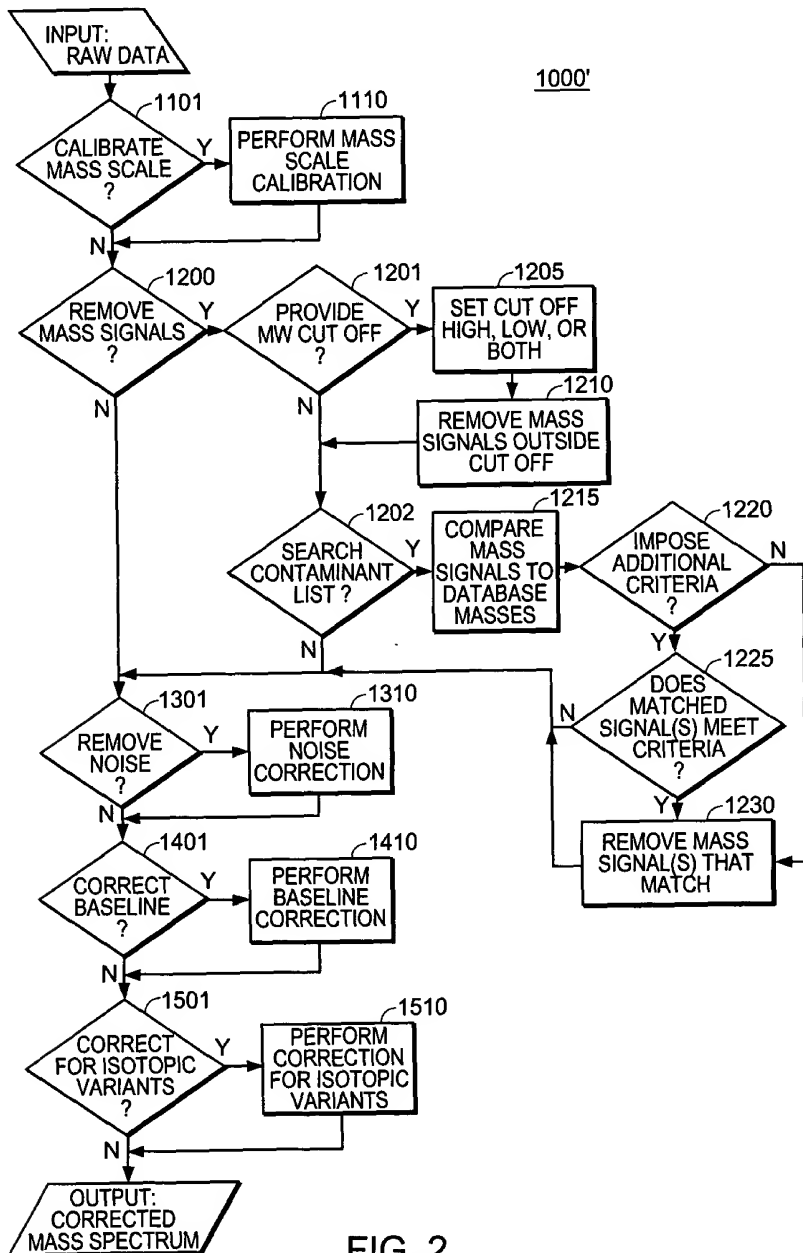 INPUT:
RAW DATA
1000'
1101
CALIBRATE
MASS SCALE
?
Y
N
1110
PERFORM MASS
SCALE
CALIBRATION
1200
REMOVE
MASS SIGNALS
?
Y
N
1201
PROVIDE
MW CUT OFF
?
Y
N
1205
SET CUT OFF
HIGH, LOW, OR
BOTH
1210
REMOVE MASS
SIGNALS OUTSIDE
CUT OFF
1202
SEARCH
CONTAMINANT
LIST ?
Y
N
1215
COMPARE
MASS
SIGNALS TO
DATABASE
MASSES
1220
IMPOSE
ADDITIONAL
CRITERIA
?
N
Y
1225
DOES
MATCHED
SIGNAL(S) MEET
CRITERIA
?
N
Y
1230
REMOVE MASS
SIGNAL(S) THAT
MATCH
1301
REMOVE
NOISE
?
Y
N
1310
PERFORM
NOISE
CORRECTION
1401
CORRECT
BASELINE
?
Y
N
1410
PERFORM
BASELINE
CORRECTION
1501
CORRECT
FOR ISOTOPIC
VARIANTS
?
Y
N
1510
PERFORM
CORRECTION
FOR ISOTOPIC
VARIANTS
OUTPUT:
CORRECTED
MASS SPECTRUM
FIG. 2